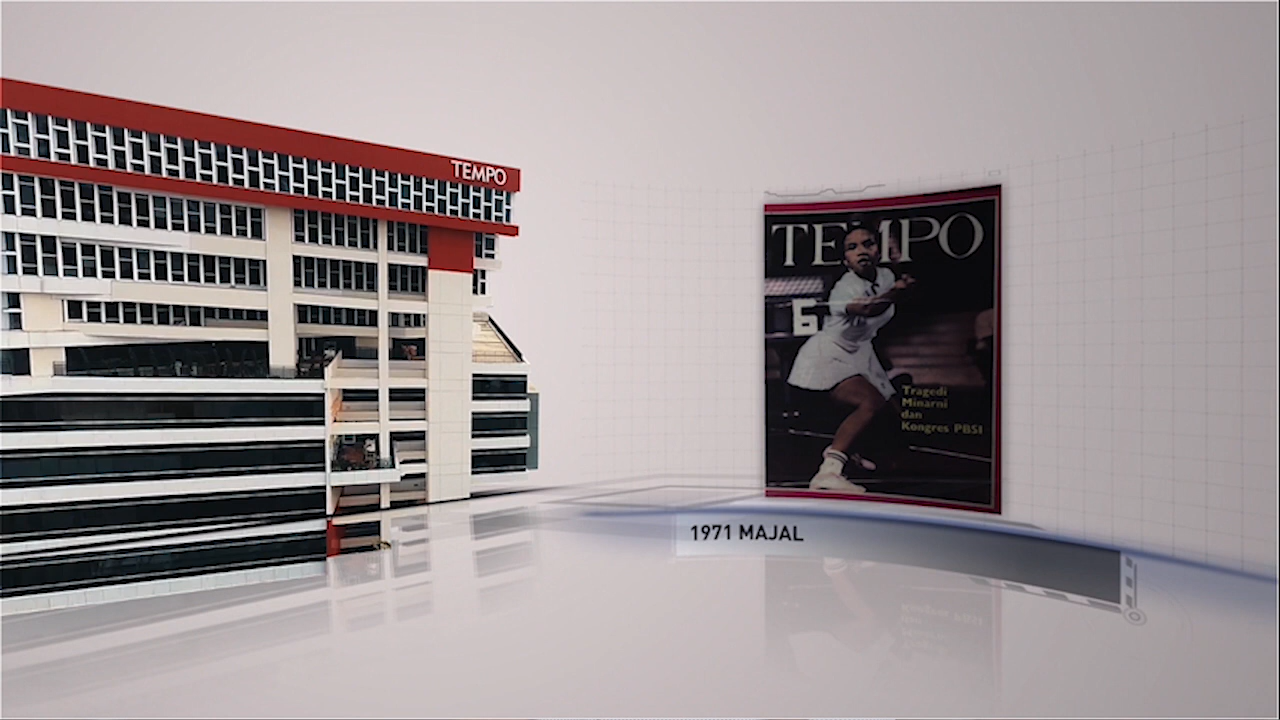 TEMPO
TEMPO
6
Tragedi
Minarni
dan
Kongres PBSI
1971 MAJAL